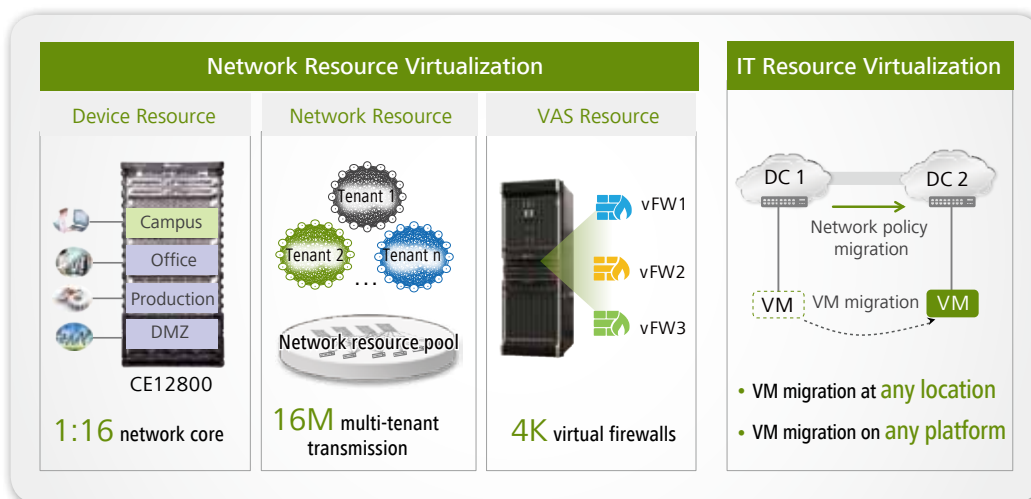 Network Resource Virtualization
Device Resource
Campus
Office
Production
DMZ
CE12800
1:16 network core
Network Resource
Tenant 1
Tenant 2
Tenant n
...
Network resource pool
16M multi-tenant
transmission
VAS Resource
vFW1
vFW2
vFW3
4K virtual firewalls
IT Resource Virtualization
DC 1
DC 2
Network policy
migration
VM
VM migration
VM
• VM migration at any location
• VM migration on any platform